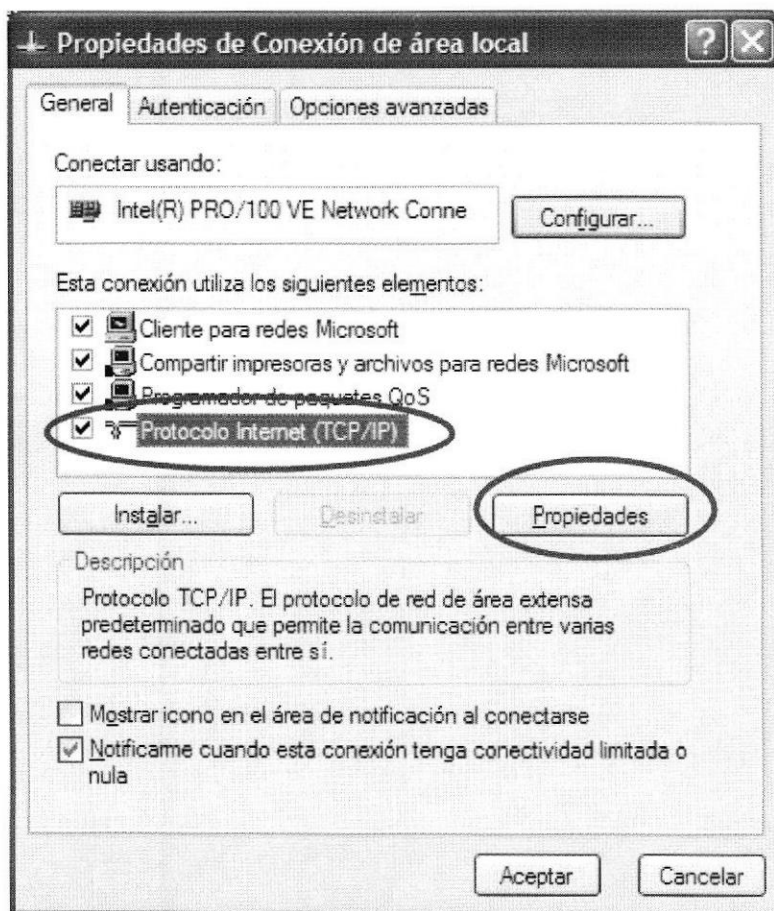 Propiedades de Conexión de área local
General Autenticación Opciones avanzadas
Conectar usando:
Intel(R) PRO/100 VE Network Conne
Configurar...
Esta conexión utiliza los siguientes elementos:
Cliente para redes Microsoft
Compartir impresoras y archivos para redes Microsoft
Programador de paquetes QoS
Protocolo Internet (TCP/IP)
Instalar... Desinstalar Propiedades
Descripción
Protocolo TCP/IP. El protocolo de red de área extensa
predeterminado que permite la comunicación entre varias
redes conectadas entre sí.
Mostrar icono en el área de notificación al conectarse
Notificarme cuando esta conexión tenga conectividad limitada o
nula
Aceptar Cancelar